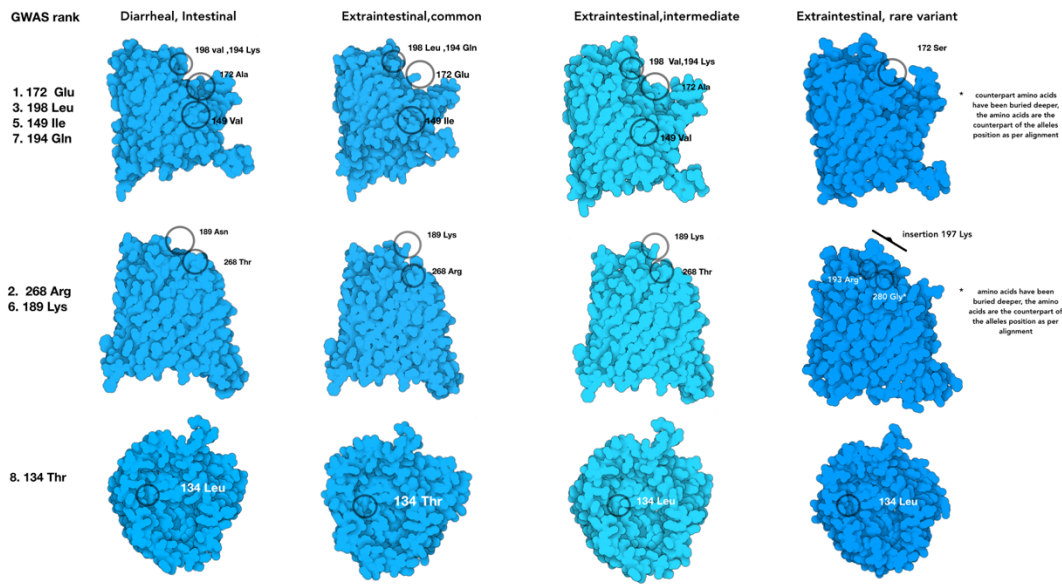 GWAS rank
Diarrheal, Intestinal
Extraintestinal,common
Extraintestinal,intermediate
Extraintestinal, rare variant
1. 172 Glu
3. 198 Leu
5. 149 Ile
7. 194 Gln
198 val ,194 Lys
172 Ala
149 Val
198 Leu ,194 Gln
172 Glu
149 Ile
198 Val,194 Lys
172 Ala
149 Val
172 Ser
* counterpart amino acids
have been buried deeper,
the amino acids are the
counterpart of the alleles
position as per alignment
2. 268 Arg
6. 189 Lys
189 Asn
268 Thr
189 Lys
268 Arg
189 Lys
268 Thr
insertion 197 Lys
193 Arg*
280 Gly*
* amino acids have been
buried deeper, the amino
acids are the counterpart of
the alleles position as per
alignment
8. 134 Thr
134 Leu
134 Thr
134 Leu
134 Leu